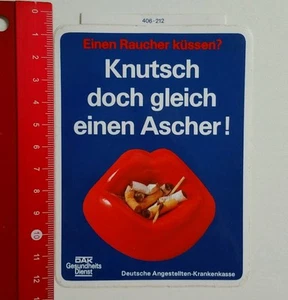 406-212
Einen Raucher küssen?
Knutsch
doch gleich
einen Ascher!
DAK
Gesundheits
Dienst
Deutsche Angestellten-Krankenkasse